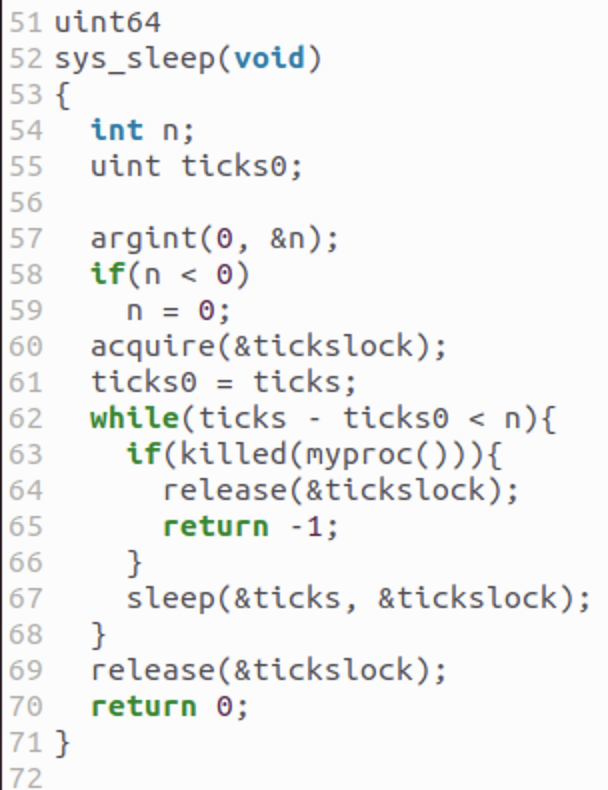 51 uint64
52 sys_sleep(void)
53 {
54   int n;
55   uint ticks0;
56
57   argint(0, &n);
58   if(n < 0)
59     n = 0;
60   acquire(&tickslock);
61   ticks0 = ticks;
62   while(ticks - ticks0 < n){
63     if(killed(myproc())){
64       release(&tickslock);
65       return -1;
66     }
67     sleep(&ticks, &tickslock);
68   }
69   release(&tickslock);
70   return 0;
71 }
72